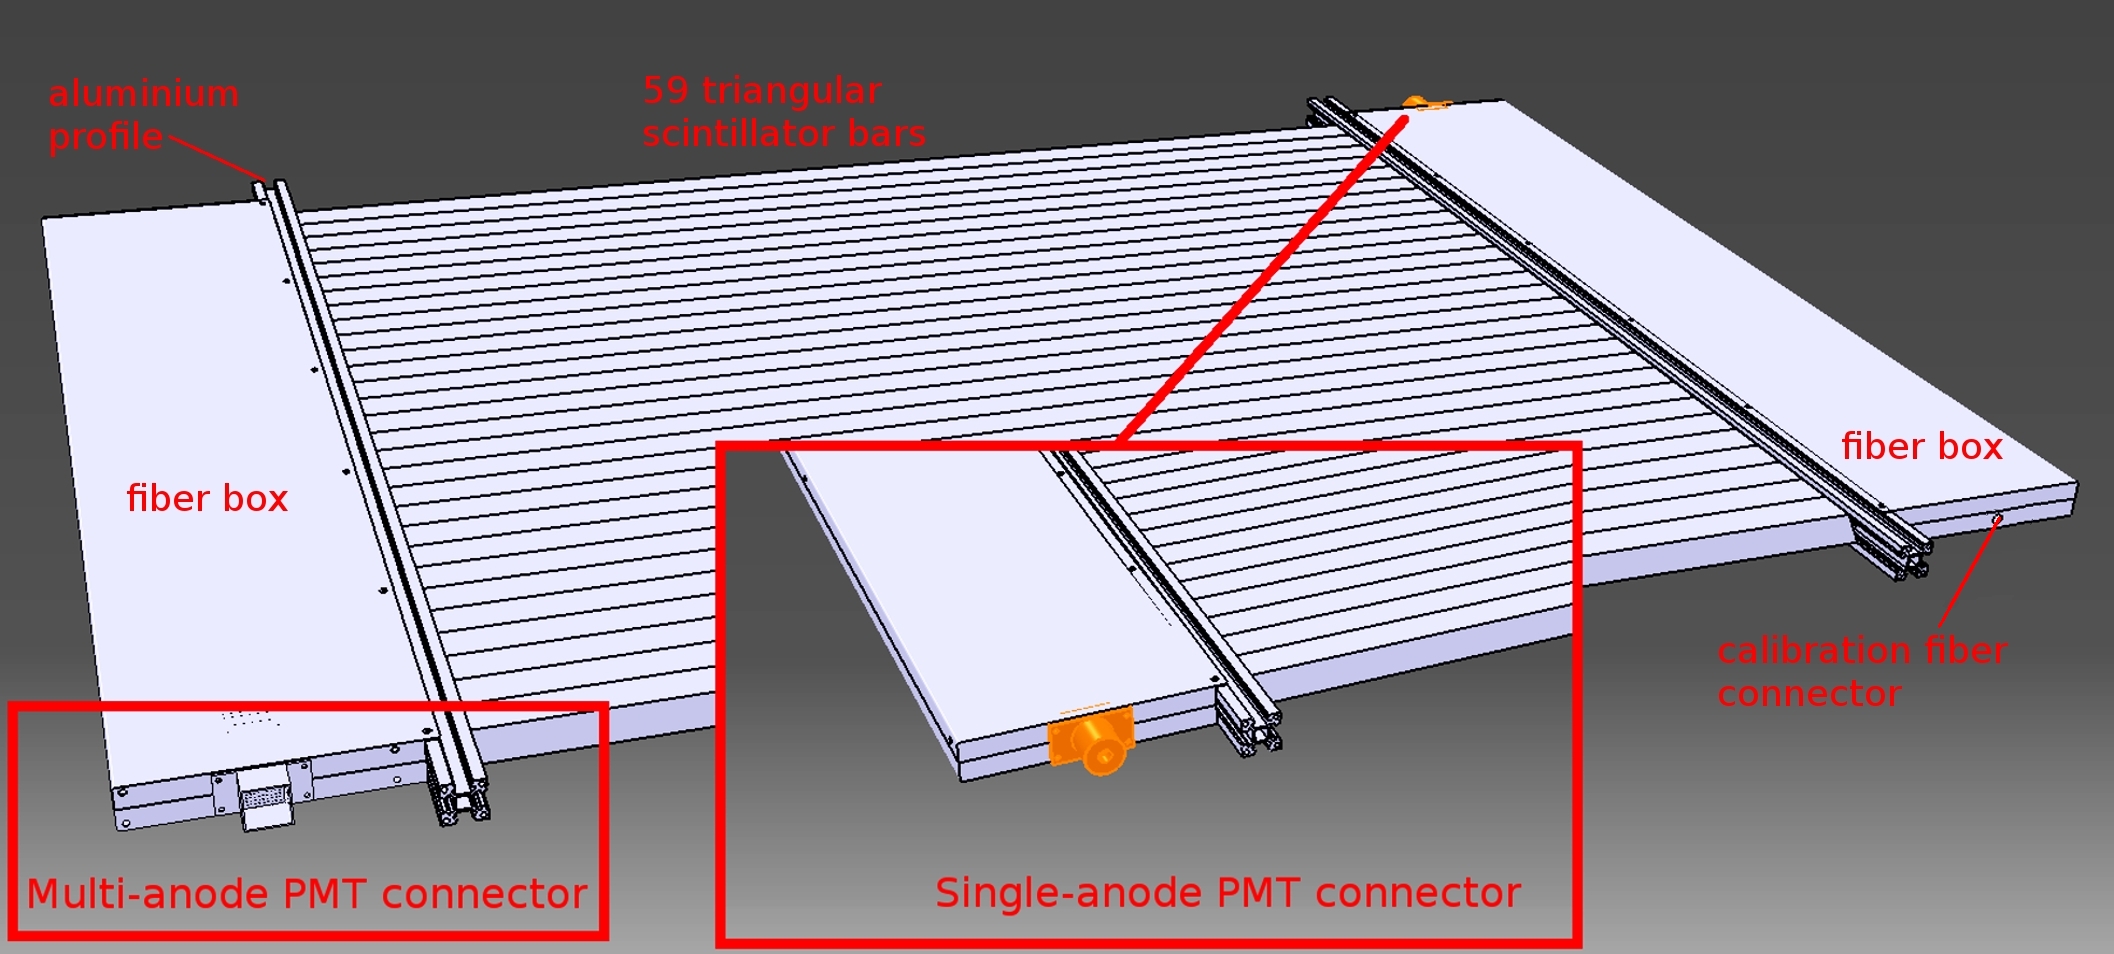 aluminium
profile
59 triangular
scintillator bars
fiber box
fiber box
calibration fiber
connector
Multi-anode PMT connector
Single-anode PMT connector